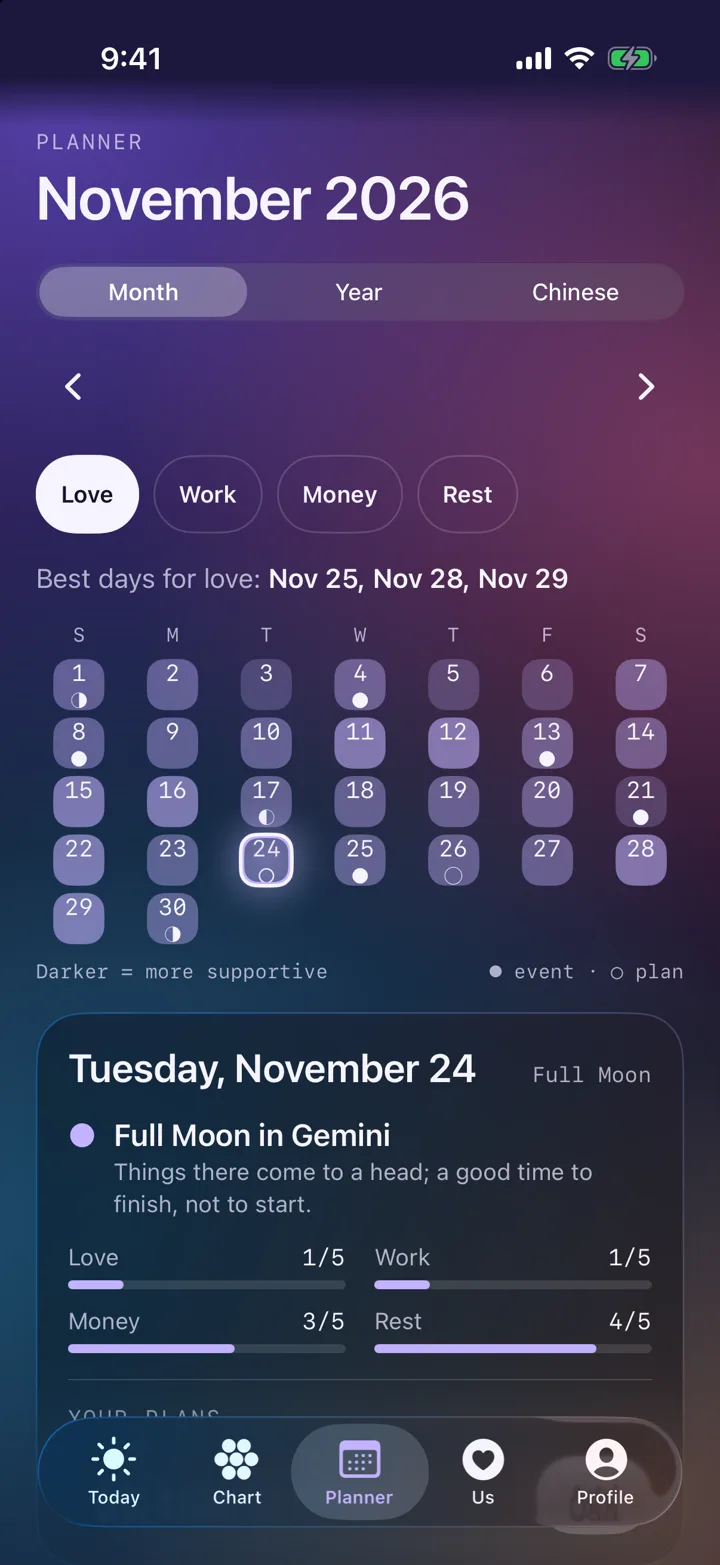 9:41
PLANNER
November 2026
Month Year Chinese
Love Work Money Rest
Best days for love: Nov 25, Nov 28, Nov 29
S M T W T F S
1 2 3 4 5 6 7
8 9 10 11 12 13 14
15 16 17 18 19 20 21
22 23 24 25 26 27 28
29 30
Darker = more supportive ● event · ○ plan
Tuesday, November 24 Full Moon
Full Moon in Gemini
Things there come to a head; a good time to
finish, not to start.
Love 1/5 Work 1/5
Money 3/5 Rest 4/5
YOUR PLANS
Today Chart Planner Us Profile